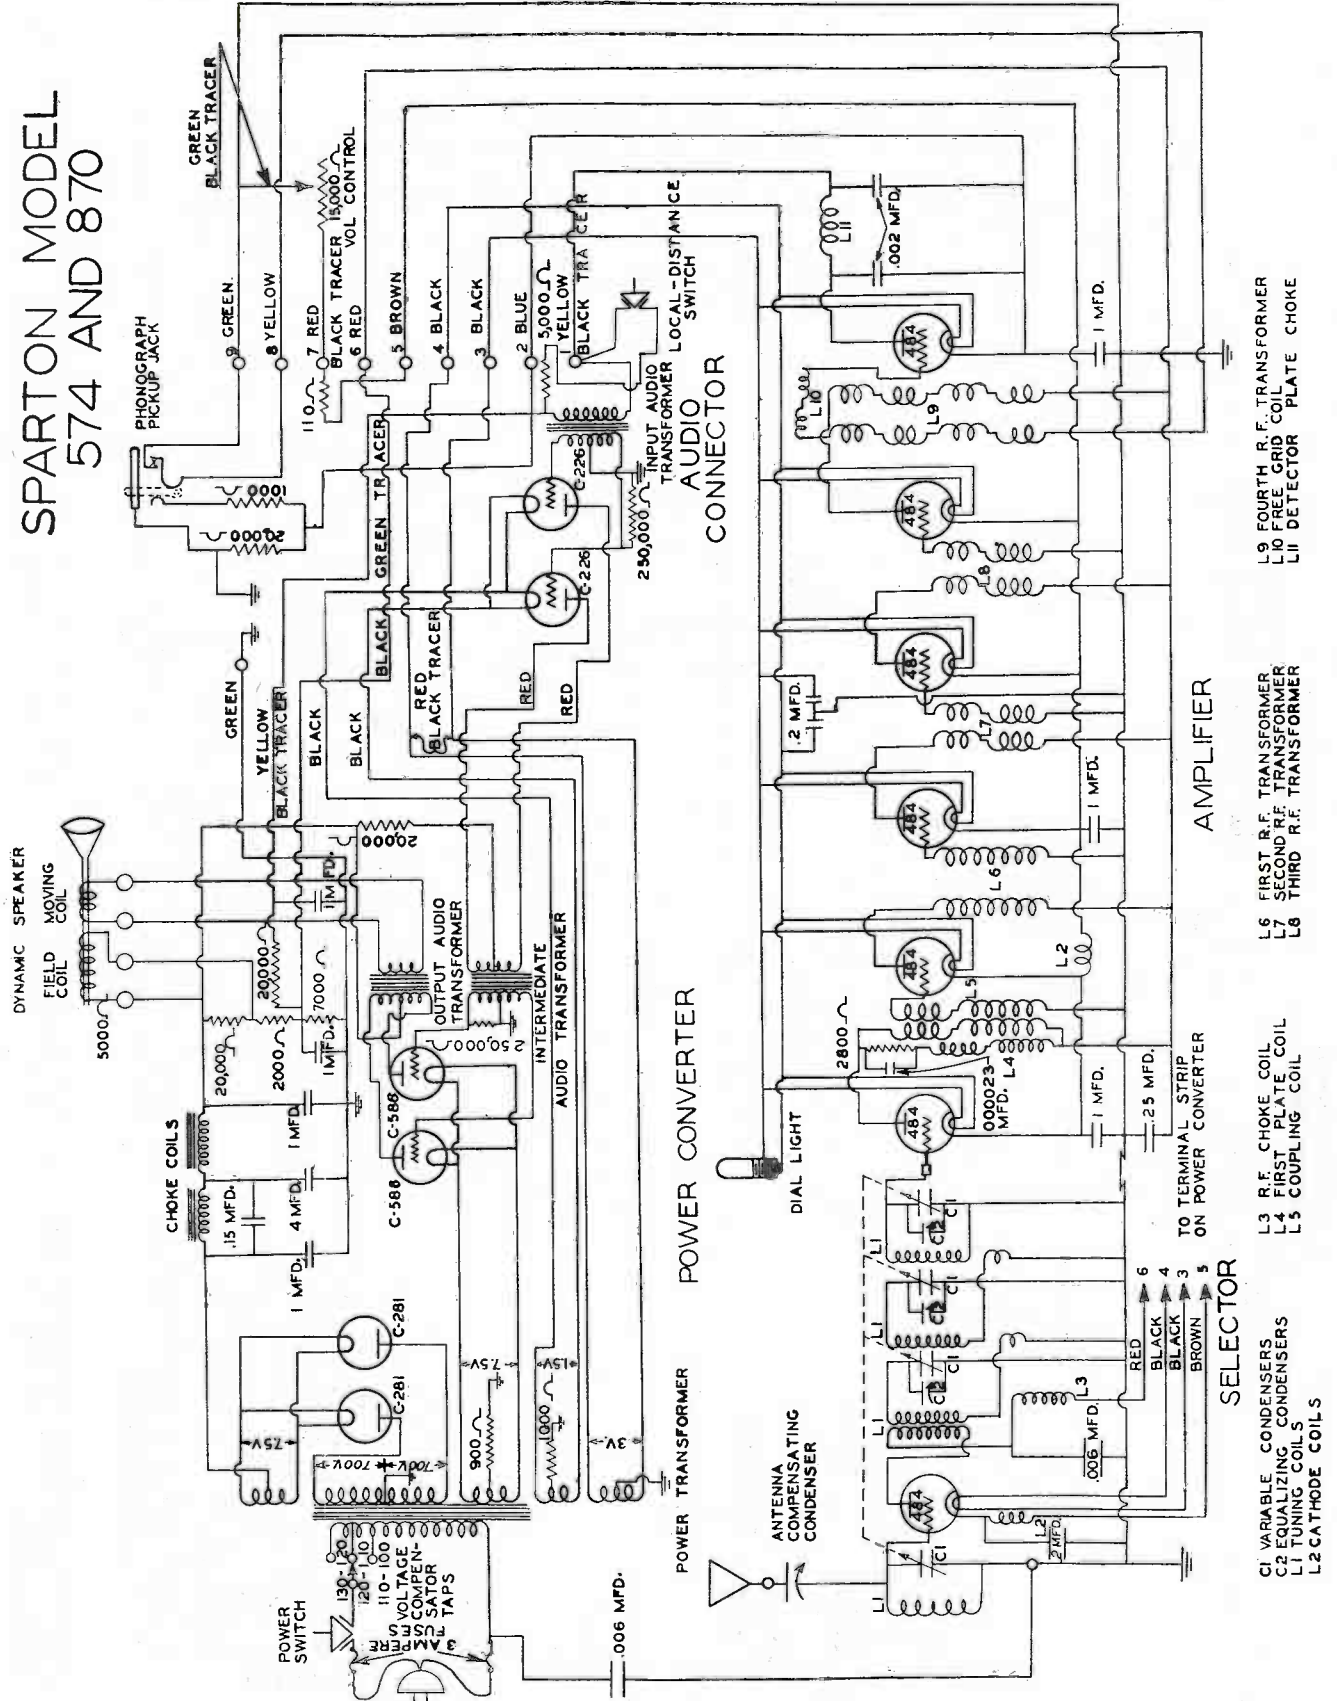 SPARTON MODEL
574 AND 870
GREEN
BLACK TRACER
PHONOGRAPH
PICKUP JACK
9 GREEN.
8 YELLOW
7 RED
BLACK TRACER
15,000
VOL CONTROL
6 RED
5 BROWN
4 BLACK
3 BLACK
2 BLUE
5,000
1 YELLOW
BLACK TRACER
LOCAL-DISTANCE
SWITCH
110
1000
20,000
GREEN TRACER
BLACK
INPUT AUDIO
TRANSFORMER
AUDIO
CONNECTOR
C-226
C-226
250,000
RED
BLACK TRACER
RED
RED
DYNAMIC SPEAKER
FIELD
COIL
MOVING
COIL
5000
GREEN
YELLOW
BLACK TRACER
BLACK
BLACK
20,000
1 MFD.
20,000
7000
20,000
2000
1 MFD.
OUTPUT AUDIO
TRANSFORMER
INTERMEDIATE
AUDIO TRANSFORMER
250,000
C-586
C-586
CHOKE COILS
.15 MFD.
1 MFD.
4 MFD.
1 MFD.
C-281
C-281
7.5V
700V.
700V.
7.5V.
900
1.5V.
1000
3V.
POWER
SWITCH
130-120
120-110
110-100
VOLTAGE
COMPEN-
SATOR
TAPS
3 AMPERE
FUSES
.006 MFD.
POWER TRANSFORMER
POWER CONVERTER
L11
.002 MFD.
484
1 MFD.
L10
L9
484
L8
484
.2 MFD.
L7
484
1 MFD.
L6
484
L2
L5
2800
.000023
MFD.
L4
484
1 MFD.
.25 MFD.
DIAL LIGHT
AMPLIFIER
ANTENNA
COMPENSATING
CONDENSER
L1
C1
C2
L1
C1
C2
L1
C1
C2
L1
C1
484
L2
.2 MFD.
.006 MFD.
L3
RED 6
BLACK 4
BLACK 3
BROWN 5
TO TERMINAL STRIP
ON POWER CONVERTER
SELECTOR
C1 VARIABLE CONDENSERS
C2 EQUALIZING CONDENSERS
L1 TUNING COILS
L2 CATHODE COILS
L3 R.F. CHOKE COIL
L4 FIRST PLATE COIL
L5 COUPLING COIL
L6 FIRST R.F. TRANSFORMER
L7 SECOND R.F. TRANSFORMER
L8 THIRD R.F. TRANSFORMER
L9 FOURTH R.F. TRANSFORMER
L10 FREE GRID COIL
L11 DETECTOR PLATE CHOKE